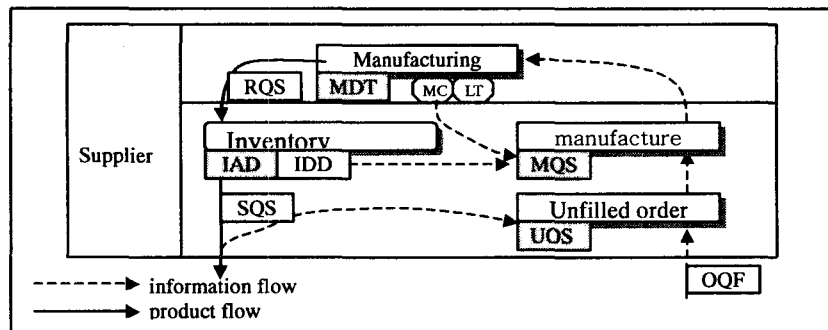 Manufacturing
RQS MDT MC LT
Supplier
Inventory manufacture
IAD IDD MQS
SQS Unfilled order
UOS
information flow OQF
product flow